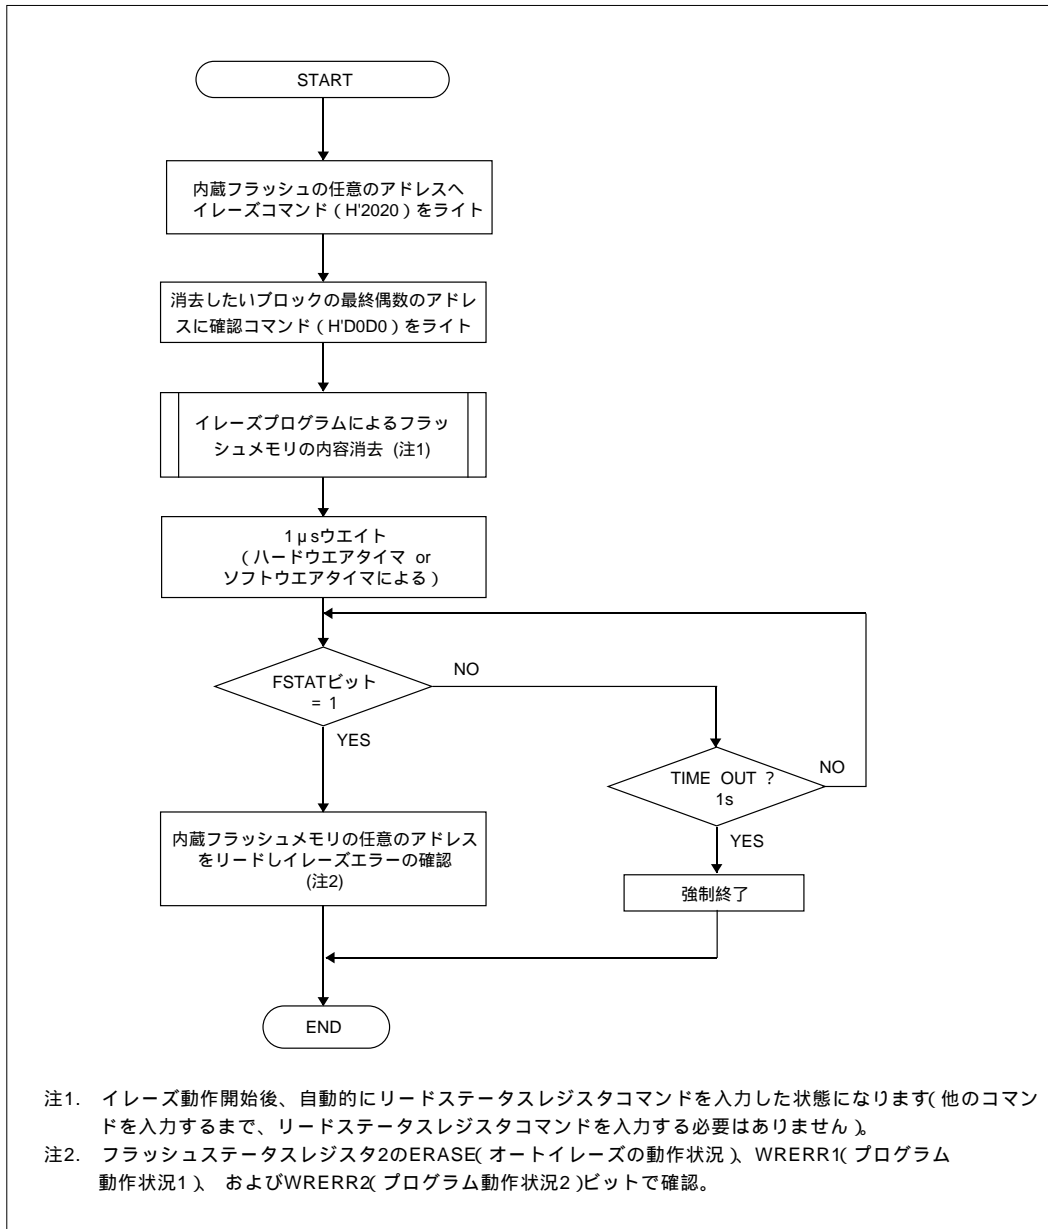 START
内蔵フラッシュの任意のアドレスへ
イレーズコマンド ( H'2020 ) をライト
消去したいブロックの最終偶数のアドレ
スに確認コマンド ( H'D0D0 ) をライト
イレーズプログラムによるフラッ
シュメモリの内容消去 (注1)
1μsウエイト
( ハードウエアタイマ or
ソフトウエアタイマによる )
FSTATビット
= 1
NO
YES
TIME OUT ?
1s
NO
YES
内蔵フラッシュメモリの任意のアドレス
をリードしイレーズエラーの確認
(注2)
強制終了
END
注1. イレーズ動作開始後、自動的にリードステータスレジスタコマンドを入力した状態になります( 他のコマン
ドを入力するまで、リードステータスレジスタコマンドを入力する必要はありません )。
注2. フラッシュステータスレジスタ2のERASE( オートイレーズの動作状況 )、WRERR1( プログラム
動作状況1 )、 およびWRERR2( プログラム動作状況2 )ビットで確認。